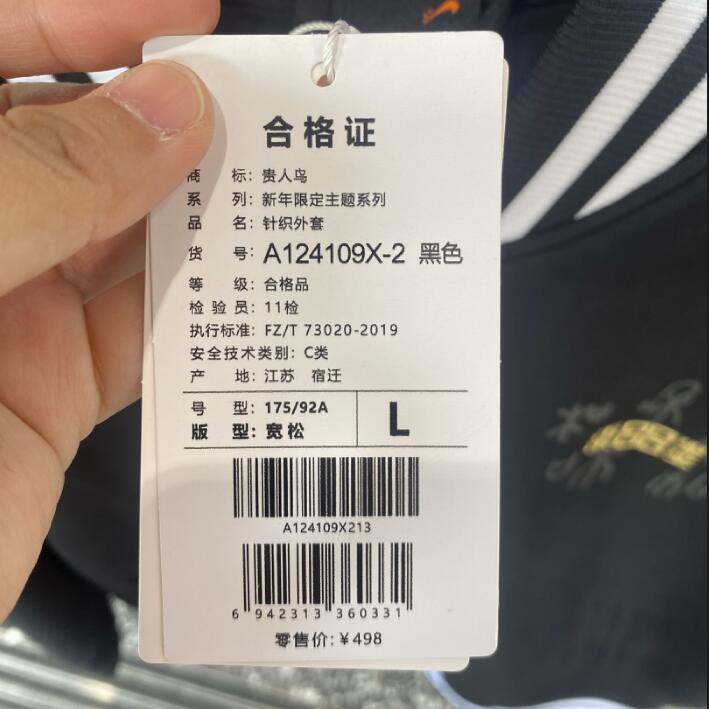 合格证
商 标：贵人鸟
系 列：新年限定主题系列
品 名：针织外套
货 号：A124109X-2 黑色
等 级：合格品
检 验 员：11检
执行标准：FZ/T 73020-2019
安全技术类别：C类
产 地：江苏 宿迁
号 型：175/92A
版 型：宽松
L
A124109X213
6 942313 360331
零售价：¥498